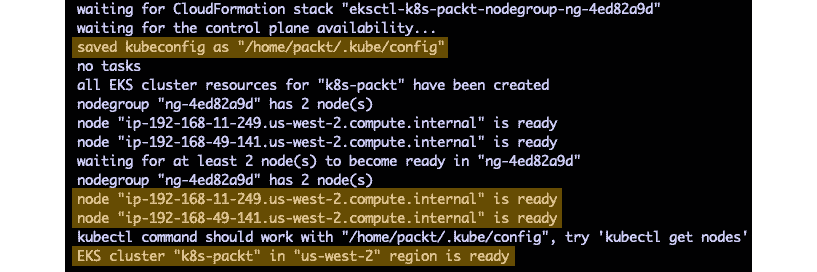 waiting for CloudFormation stack "eksctl-k8s-packt-nodegroup-ng-4ed82a9d"
waiting for the control plane availability...
saved kubeconfig as "/home/packt/.kube/config"
no tasks
all EKS cluster resources for "k8s-packt" have been created
nodegroup "ng-4ed82a9d" has 2 node(s)
node "ip-192-168-11-249.us-west-2.compute.internal" is ready
node "ip-192-168-49-141.us-west-2.compute.internal" is ready
waiting for at least 2 node(s) to become ready in "ng-4ed82a9d"
nodegroup "ng-4ed82a9d" has 2 node(s)
node "ip-192-168-11-249.us-west-2.compute.internal" is ready
node "ip-192-168-49-141.us-west-2.compute.internal" is ready
kubectl command should work with "/home/packt/.kube/config", try 'kubectl get nodes'
EKS cluster "k8s-packt" in "us-west-2" region is ready